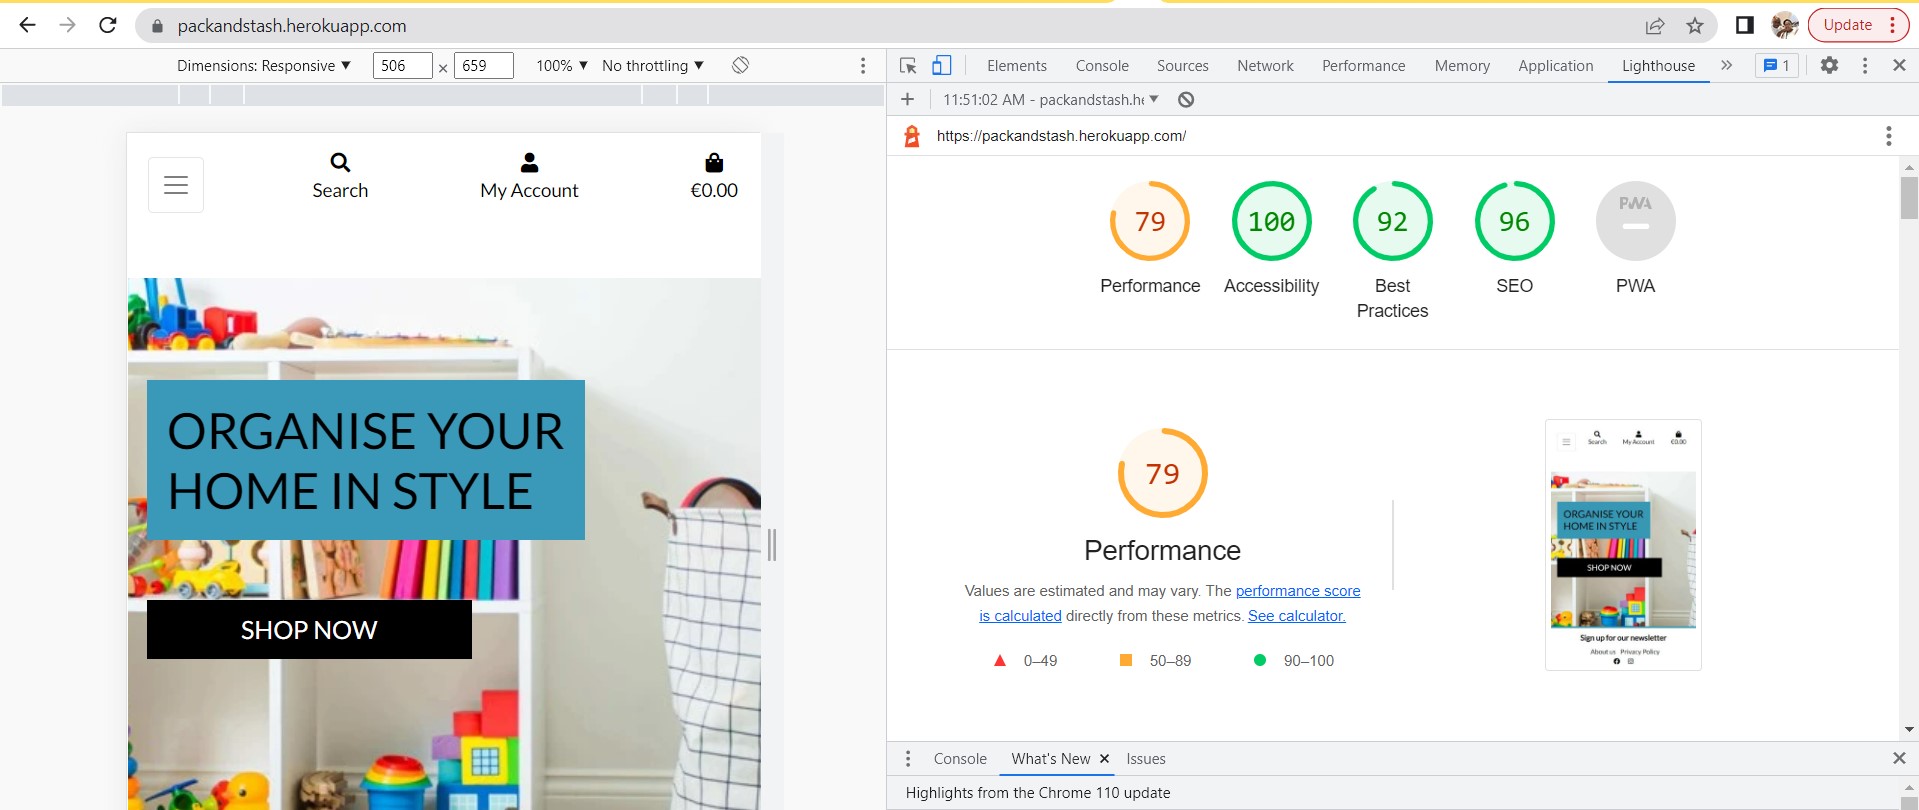 packandstash.herokuapp.com
Update
Dimensions: Responsive
506 × 659
100%
No throttling
Elements
Console
Sources
Network
Performance
Memory
Application
Lighthouse
1
11:51:02 AM - packandstash.he
https://packandstash.herokuapp.com/
Search
My Account
€0.00
ORGANISE YOUR
HOME IN STYLE
SHOP NOW
79
100
92
96
PWA
Performance
Accessibility
Best
Practices
SEO
PWA
79
Performance
Values are estimated and may vary. The performance score
is calculated directly from these metrics. See calculator.
0–49
50–89
90–100
Search
My Account
€0.00
ORGANISE YOUR
HOME IN STYLE
SHOP NOW
Sign up for our newsletter
About us Privacy Policy
Console
What's New
Issues
Highlights from the Chrome 110 update